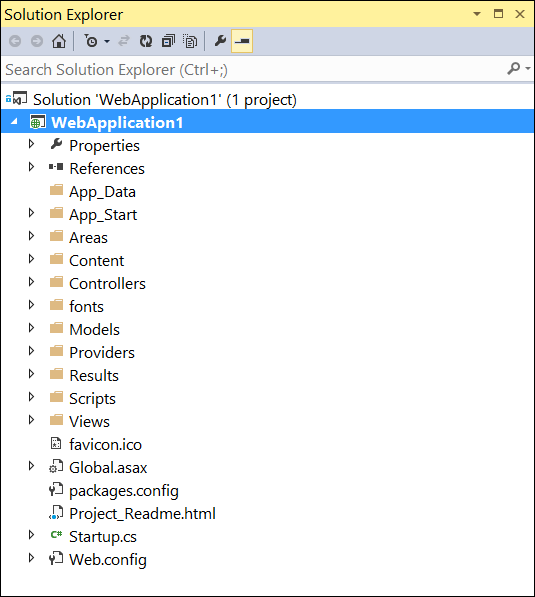 Solution Explorer
Search Solution Explorer (Ctrl+;)
Solution 'WebApplication1' (1 project)
WebApplication1
Properties
References
App_Data
App_Start
Areas
Content
Controllers
fonts
Models
Providers
Results
Scripts
Views
favicon.ico
Global.asax
packages.config
Project_Readme.html
C# Startup.cs
Web.config